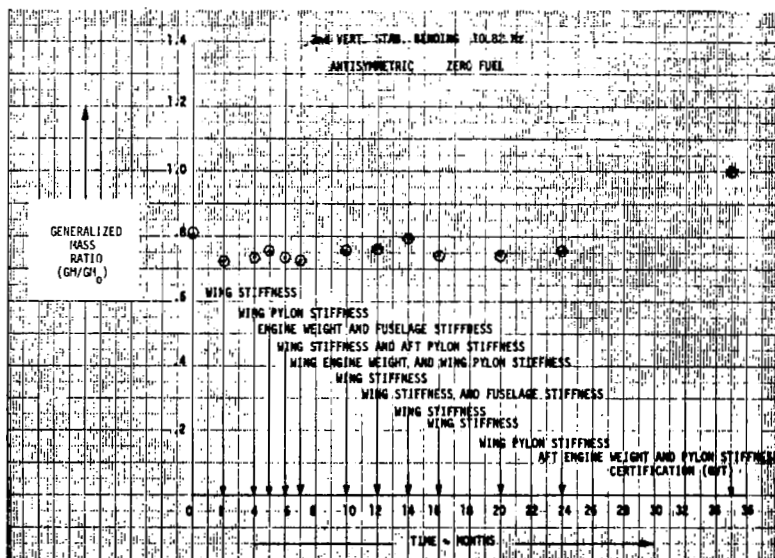 1.4
2nd VERT. STAB. BENDING 10.82 Hz
ANTISYMMETRIC ZERO FUEL
1.2
1.0
GENERALIZED
MASS
RATIO
(GM/GM0)
.8
.6
WING STIFFNESS
WING PYLON STIFFNESS
ENGINE WEIGHT AND FUSELAGE STIFFNESS
WING STIFFNESS AND AFT PYLON STIFFNESS
WING ENGINE WEIGHT, AND WING PYLON STIFFNESS
.4
WING STIFFNESS
WING STIFFNESS, AND FUSELAGE STIFFNESS
WING STIFFNESS
WING STIFFNESS
.2
WING PYLON STIFFNESS
AFT ENGINE WEIGHT AND PYLON STIFFNESS
CERTIFICATION (GVT)
0 2 4 6 8 10 12 14 16 18 20 22 24 26 28 30 32 34 36
TIME ~ MONTHS